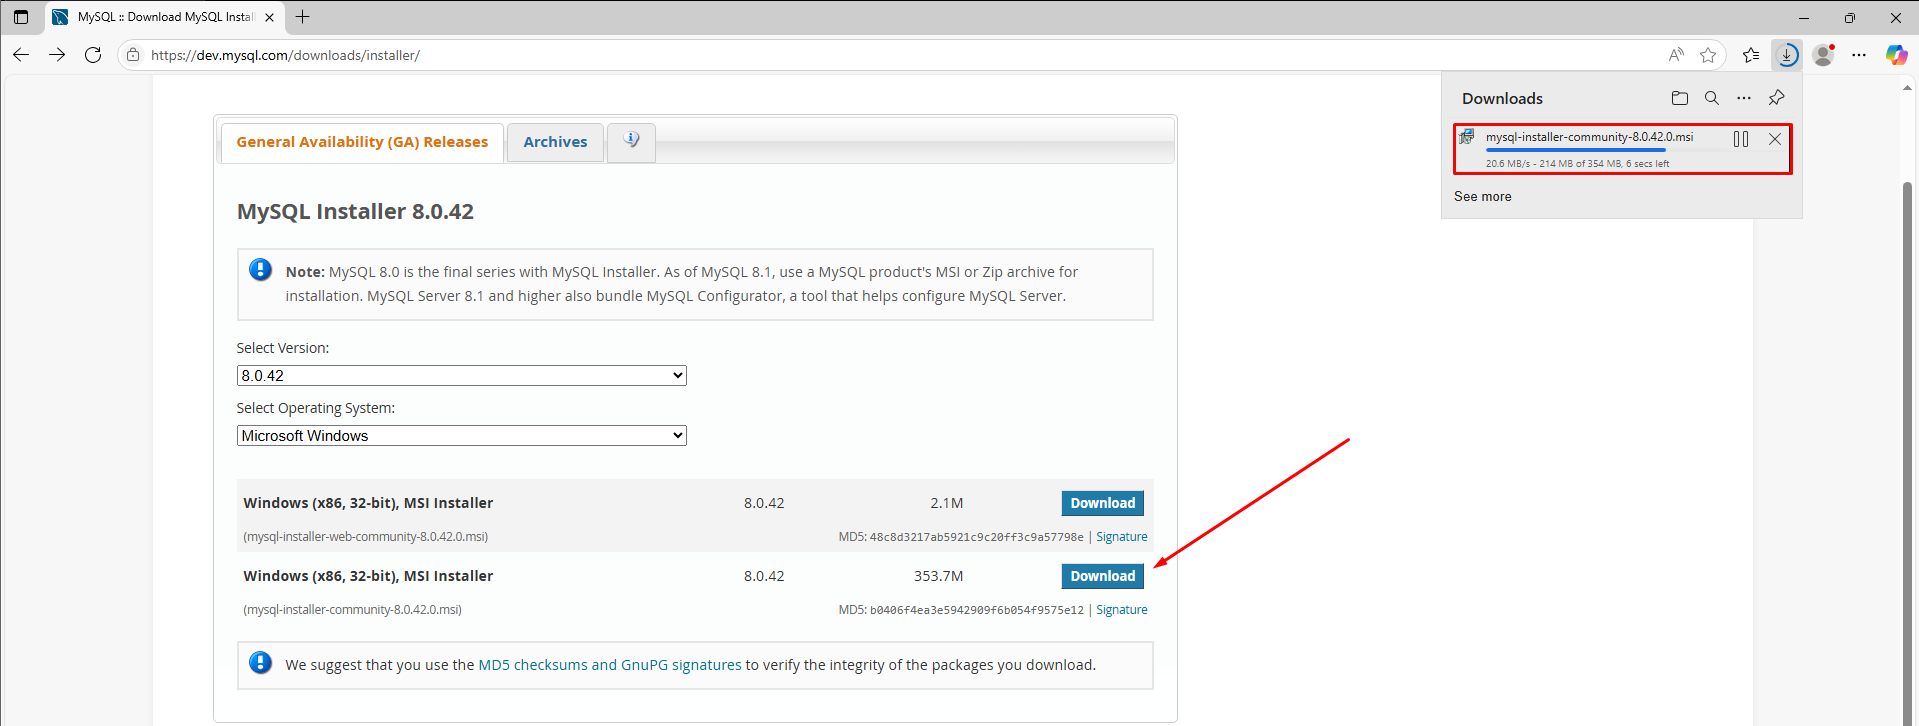 MySQL :: Download MySQL Instal
https://dev.mysql.com/downloads/installer/
Downloads
mysql-installer-community-8.0.42.0.msi
20.6 MB/s - 214 MB of 354 MB, 6 secs left
See more
General Availability (GA) Releases
Archives
MySQL Installer 8.0.42
Note: MySQL 8.0 is the final series with MySQL Installer. As of MySQL 8.1, use a MySQL product's MSI or Zip archive for
installation. MySQL Server 8.1 and higher also bundle MySQL Configurator, a tool that helps configure MySQL Server.
Select Version:
8.0.42
Select Operating System:
Microsoft Windows
Windows (x86, 32-bit), MSI Installer 8.0.42 2.1M Download
(mysql-installer-web-community-8.0.42.0.msi) MD5: 48c8d3217ab5921c9c20ff3c9a57798e | Signature
Windows (x86, 32-bit), MSI Installer 8.0.42 353.7M Download
(mysql-installer-community-8.0.42.0.msi) MD5: b0406f4ea3e5942909f6b054f9575e12 | Signature
We suggest that you use the MD5 checksums and GnuPG signatures to verify the integrity of the packages you download.